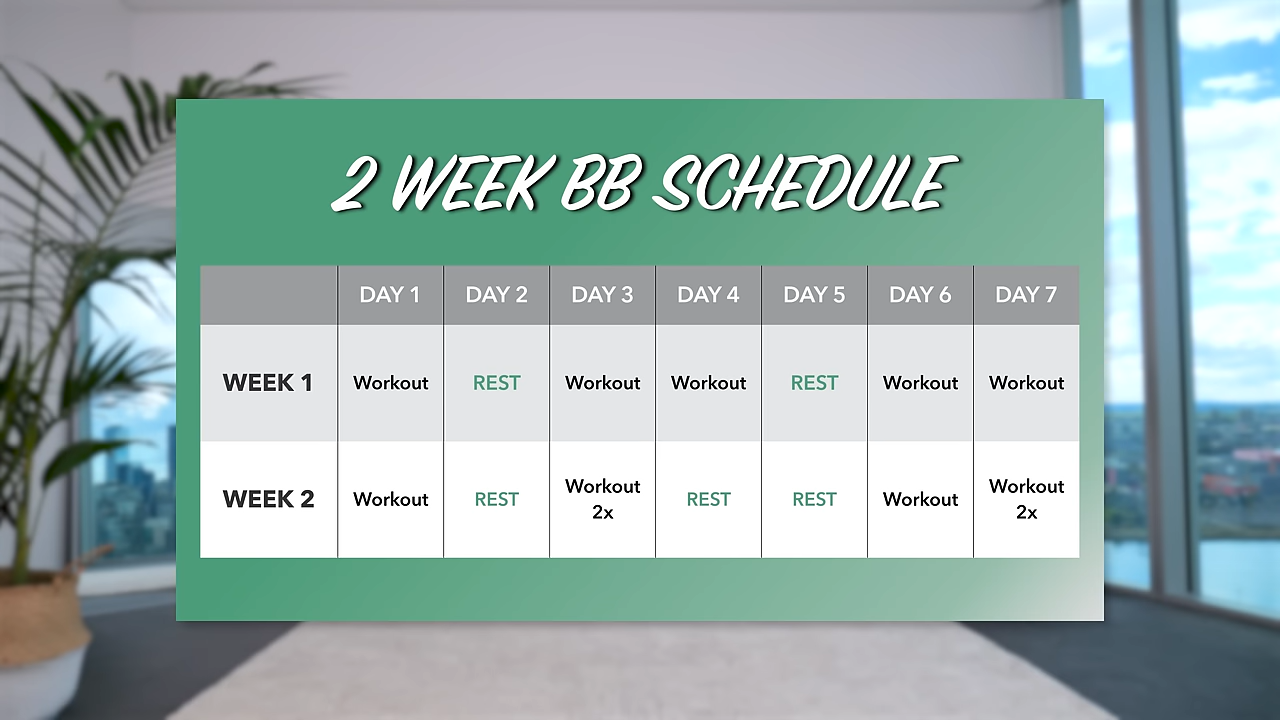 2 WEEK BB SCHEDULE
DAY 1 DAY 2 DAY 3 DAY 4 DAY 5 DAY 6 DAY 7
WEEK 1 Workout REST Workout Workout REST Workout Workout
WEEK 2 Workout REST Workout 2x REST REST Workout Workout 2x